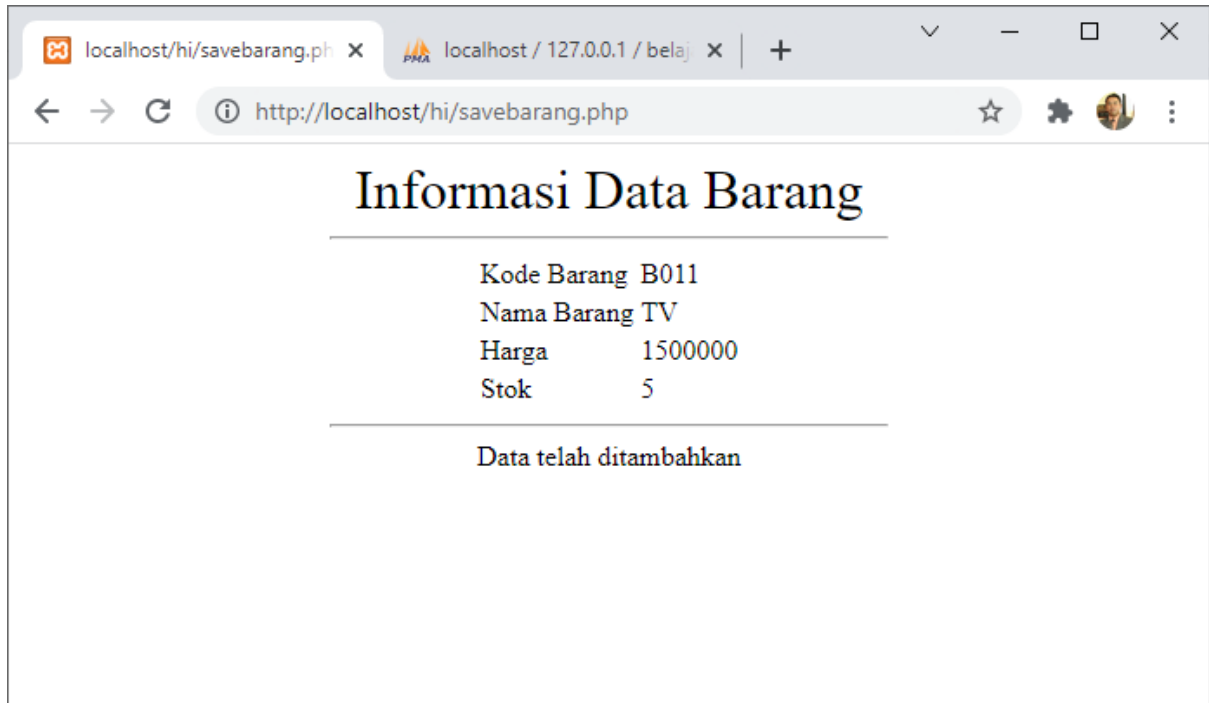 localhost/hi/savebarang.ph
PMA localhost / 127.0.0.1 / belaj
http://localhost/hi/savebarang.php
Informasi Data Barang
Kode Barang B011
Nama Barang TV
Harga 1500000
Stok 5
Data telah ditambahkan